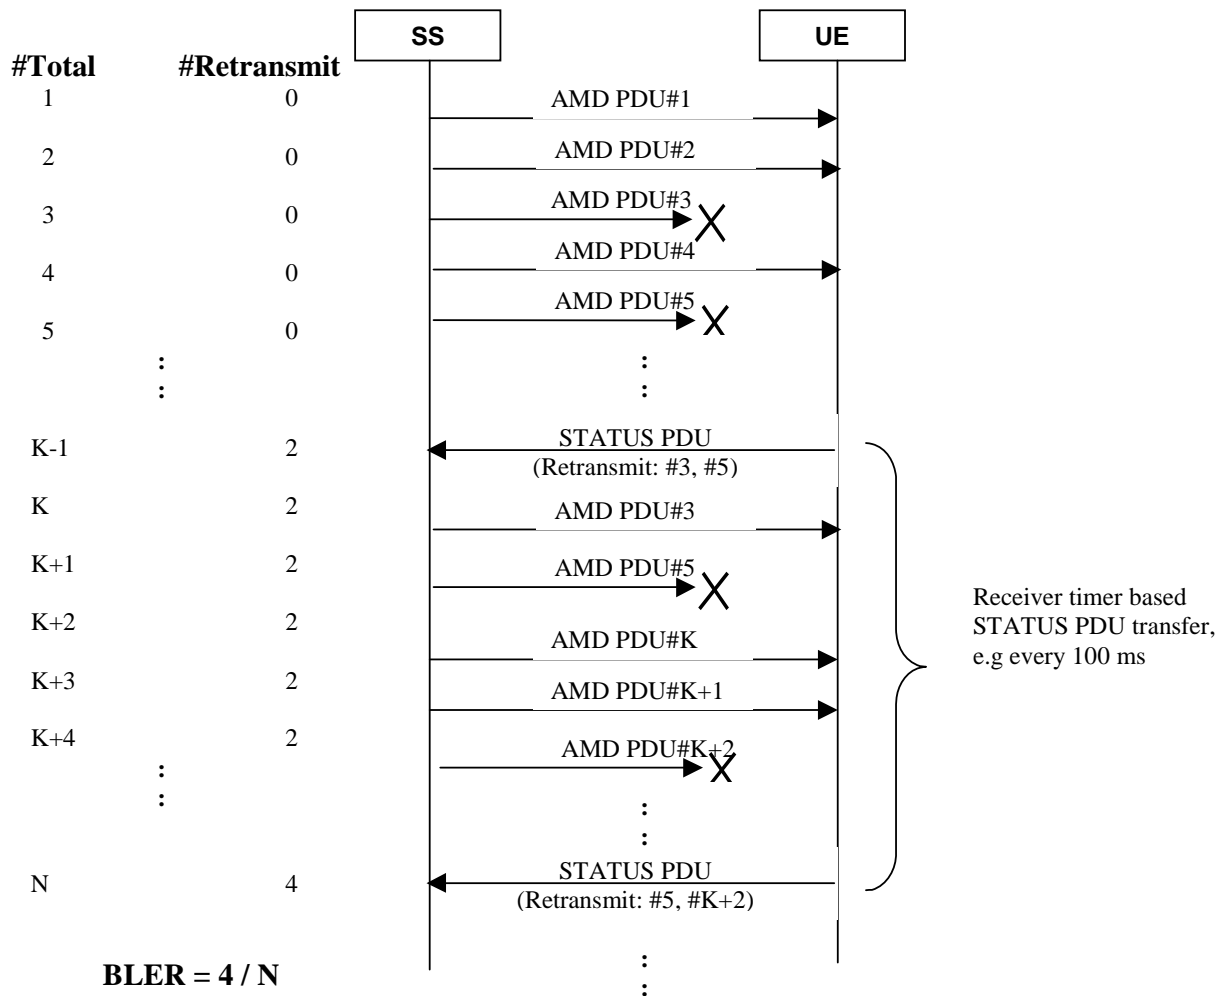 SS UE
#Total #Retransmit
1 0 AMD PDU#1
2 0 AMD PDU#2
3 0 AMD PDU#3
4 0 AMD PDU#4
5 0 AMD PDU#5
: :
: :
K-1 2 STATUS PDU
(Retransmit: #3, #5)
K 2 AMD PDU#3
K+1 2 AMD PDU#5
Receiver timer based
STATUS PDU transfer,
e.g every 100 ms
K+2 2 AMD PDU#K
K+3 2 AMD PDU#K+1
K+4 2 AMD PDU#K+2
: :
: :
N 4 STATUS PDU
(Retransmit: #5, #K+2)
BLER = 4 / N :
: